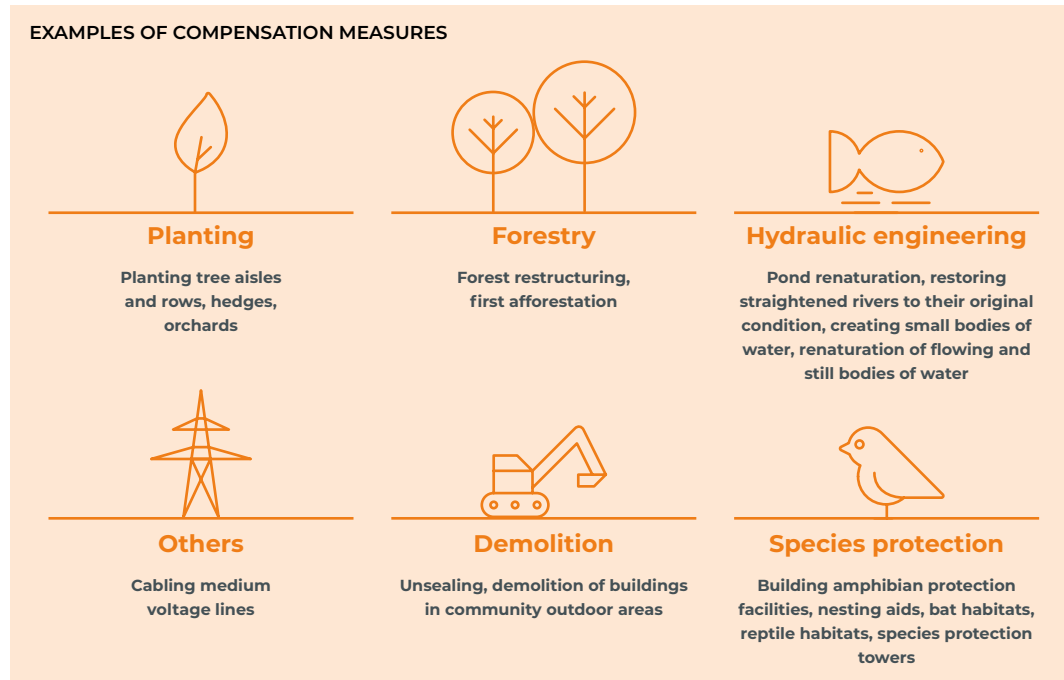 EXAMPLES OF COMPENSATION MEASURES
Planting
Planting tree aisles
and rows, hedges,
orchards
Forestry
Forest restructuring,
first afforestation
Hydraulic engineering
Pond renaturation, restoring
straightened rivers to their original
condition, creating small bodies of
water, renaturation of flowing and
still bodies of water
Others
Cabling medium
voltage lines
Demolition
Unsealing, demolition of buildings
in community outdoor areas
Species protection
Building amphibian protection
facilities, nesting aids, bat habitats,
reptile habitats, species protection
towers